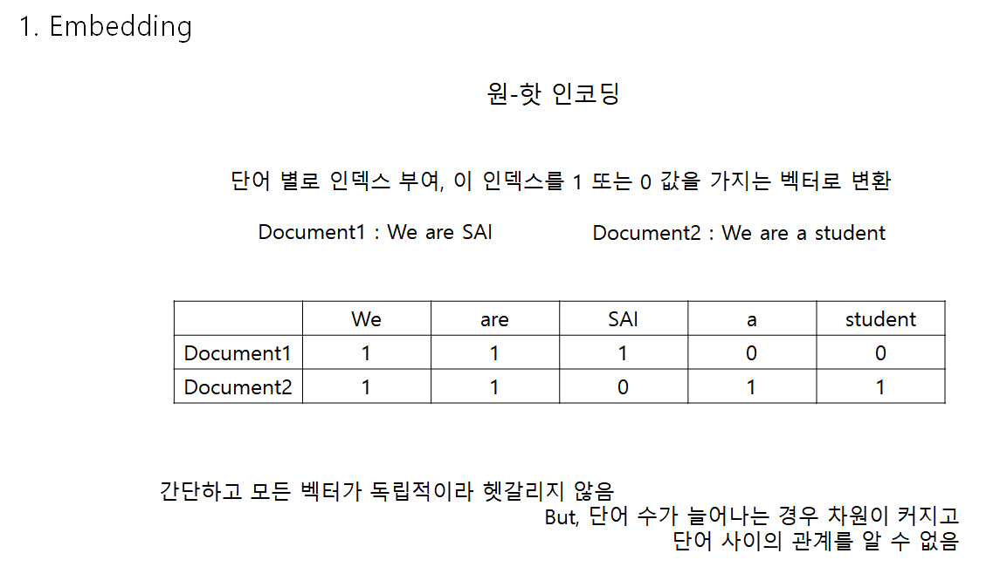 1. Embedding
원-핫 인코딩
단어 별로 인덱스 부여, 이 인덱스를 1 또는 0 값을 가지는 벡터로 변환
Document1 : We are SAI
Document2 : We are a student
We are SAI a student
Document1 1 1 1 0 0
Document2 1 1 0 1 1
간단하고 모든 벡터가 독립적이라 헷갈리지 않음
But, 단어 수가 늘어나는 경우 차원이 커지고
단어 사이의 관계를 알 수 없음